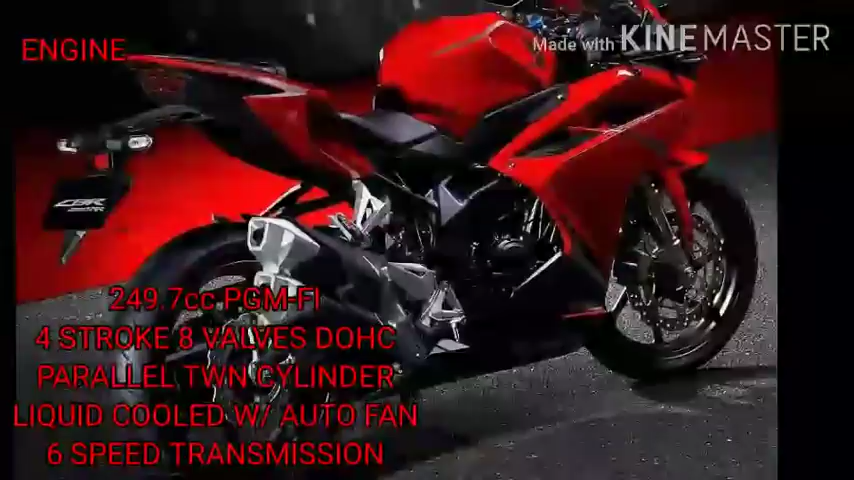 ENGINE
Made with KINEMASTER
CBR
249.7cc PGM-FI
4 STROKE 8 VALVES DOHC
PARALLEL TWN CYLINDER
LIQUID COOLED W/ AUTO FAN
6 SPEED TRANSMISSION